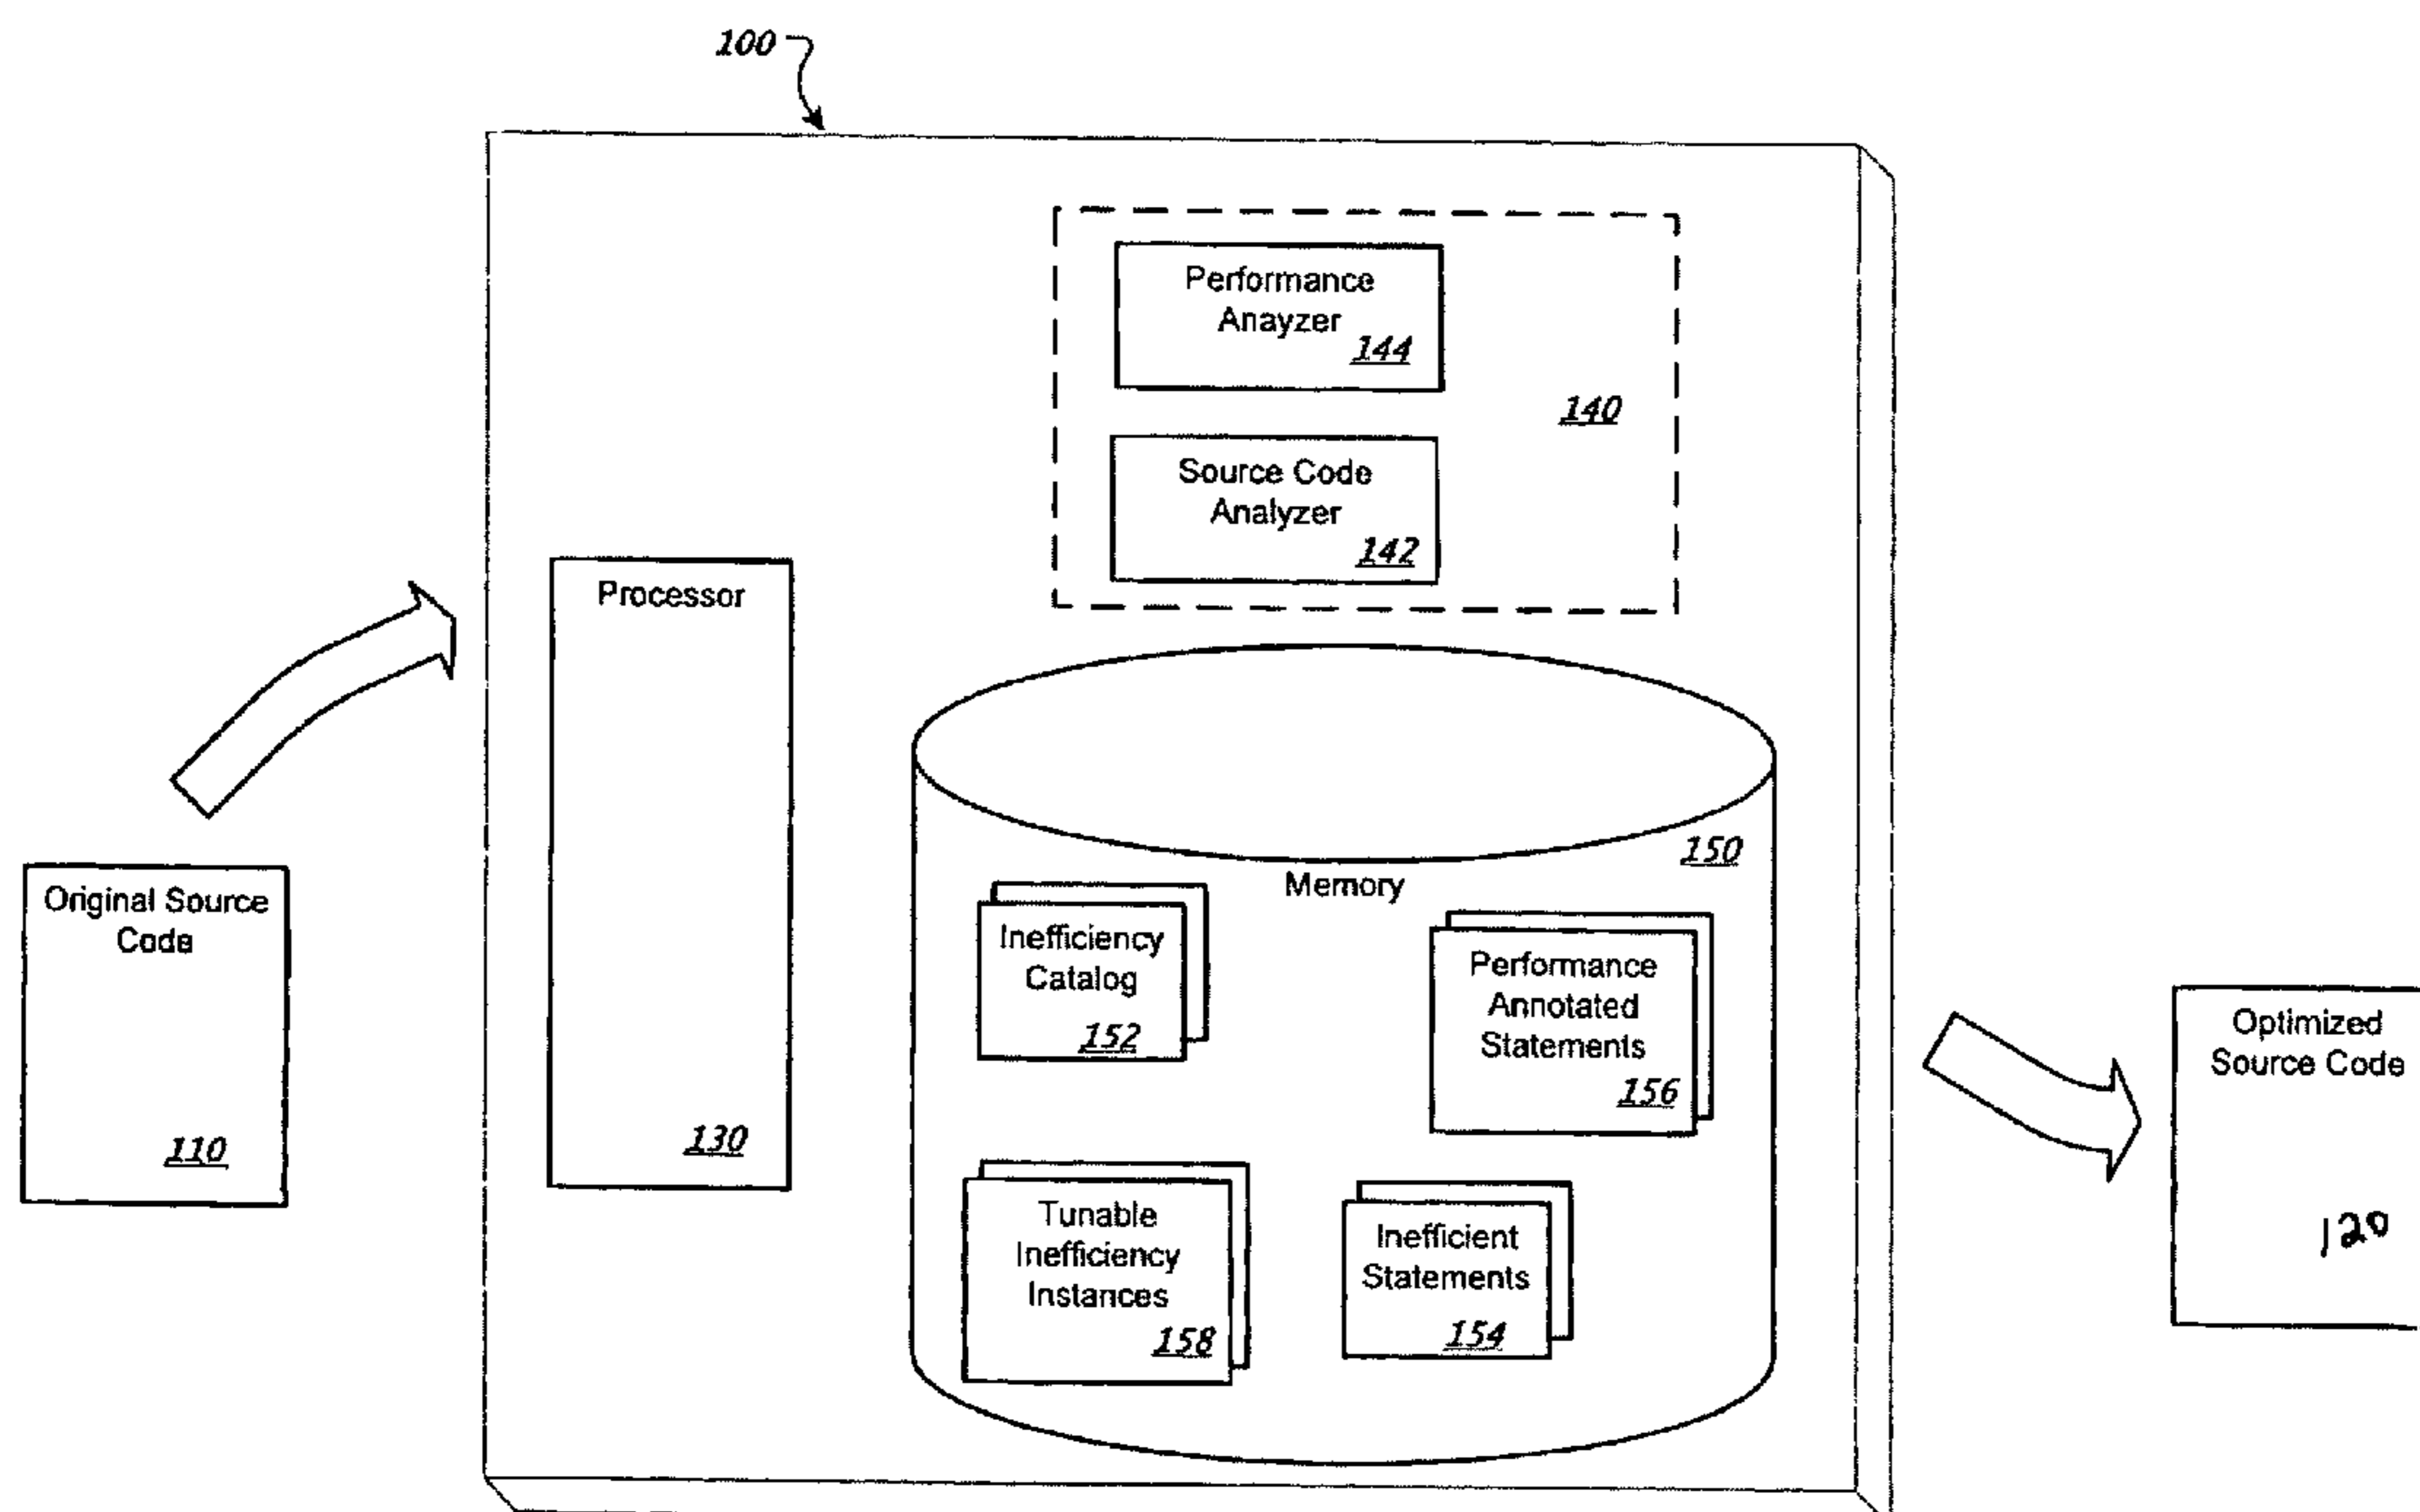 100
Performance
Anayzer
144
140
Source Code
Analyzer
142
Processor
130
Original Source
Code
110
150
Memory
Inefficiency
Catalog
152
Performance
Annotated
Statements
156
Tunable
Inefficiency
Instances
158
Inefficient
Statements
154
Optimized
Source Code
120